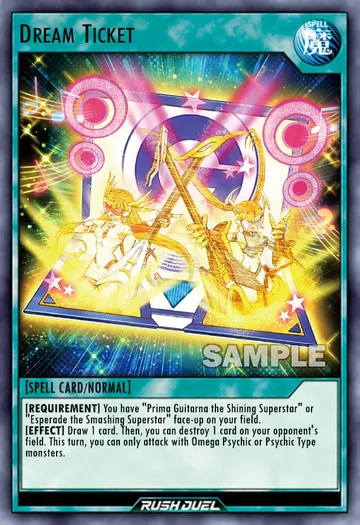 Dream Ticket
SPELL
魔
SAMPLE
[SPELL CARD/NORMAL]
[REQUIREMENT] You have "Prima Guitarna the Shining Superstar" or
"Esperade the Smashing Superstar" face-up on your field.
[EFFECT] Draw 1 card. Then, you can destroy 1 card on your opponent's
field. This turn, you can only attack with Omega Psychic or Psychic Type
monsters.
RUSH DUEL